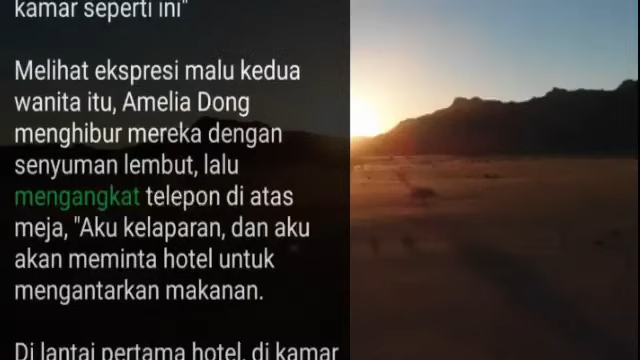 kamar seperti ini"
Melihat ekspresi malu kedua
wanita itu, Amelia Dong
menghibur mereka dengan
senyuman lembut, lalu
mengangkat telepon di atas
meja, "Aku kelaparan, dan aku
akan meminta hotel untuk
mengantarkan makanan.
Di lantai pertama hotel, di kamar